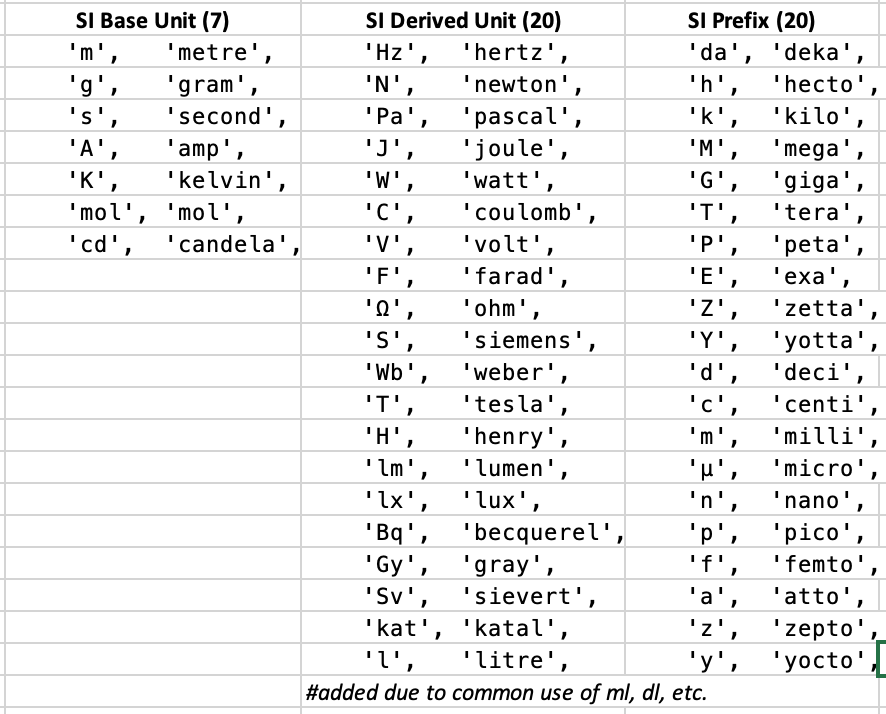 SI Base Unit (7) SI Derived Unit (20) SI Prefix (20)
'm', 'metre', 'Hz', 'hertz', 'da', 'deka',
'g', 'gram', 'N', 'newton', 'h', 'hecto',
's', 'second', 'Pa', 'pascal', 'k', 'kilo',
'A', 'amp', 'J', 'joule', 'M', 'mega',
'K', 'kelvin', 'W', 'watt', 'G', 'giga',
'mol', 'mol', 'C', 'coulomb', 'T', 'tera',
'cd', 'candela', 'V', 'volt', 'P', 'peta',
'F', 'farad', 'E', 'exa',
'Ω', 'ohm', 'Z', 'zetta',
'S', 'siemens', 'Y', 'yotta',
'Wb', 'weber', 'd', 'deci',
'T', 'tesla', 'c', 'centi',
'H', 'henry', 'm', 'milli',
'lm', 'lumen', 'µ', 'micro',
'lx', 'lux', 'n', 'nano',
'Bq', 'becquerel', 'p', 'pico',
'Gy', 'gray', 'f', 'femto',
'Sv', 'sievert', 'a', 'atto',
'kat', 'katal', 'z', 'zepto',
'l', 'litre', 'y', 'yocto',
#added due to common use of ml, dl, etc.